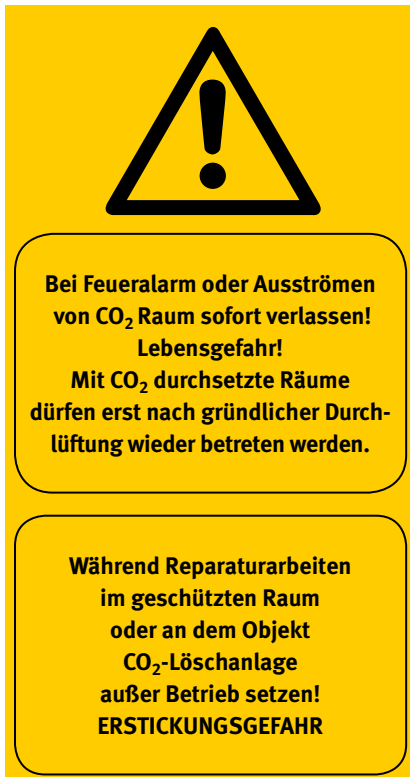 Bei Feueralarm oder Ausströmen
von CO₂ Raum sofort verlassen!
Lebensgefahr!
Mit CO₂ durchsetzte Räume
dürfen erst nach gründlicher Durch-
lüftung wieder betreten werden.
Während Reparaturarbeiten
im geschützten Raum
oder an dem Objekt
CO₂-Löschanlage
außer Betrieb setzen!
ERSTICKUNGSGEFAHR